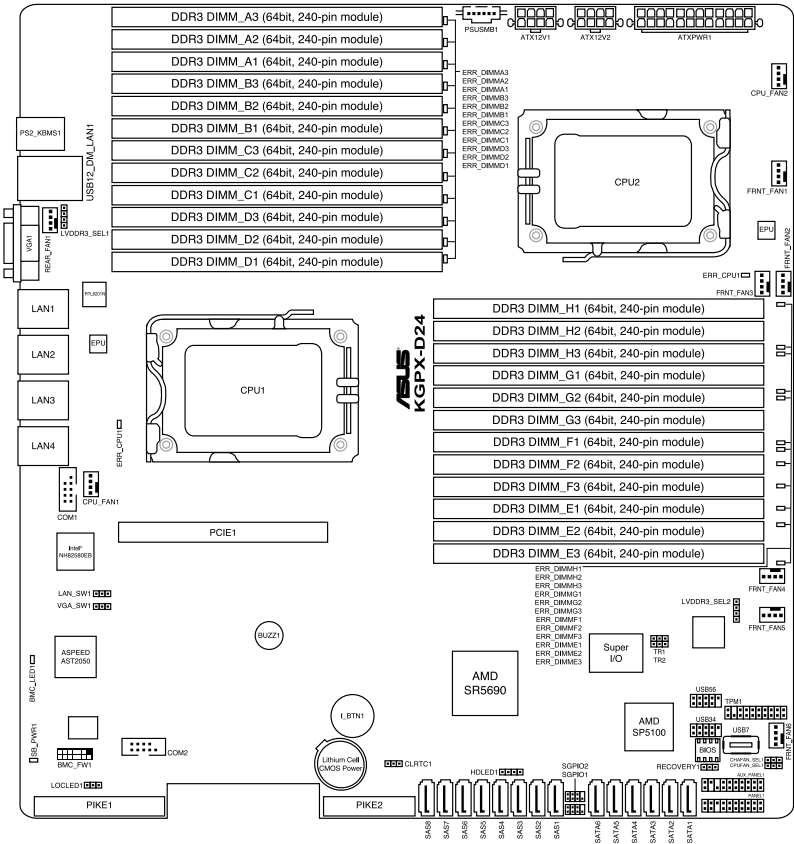 DDR3 DIMM_A3 (64bit, 240-pin module)
DDR3 DIMM_A2 (64bit, 240-pin module)
DDR3 DIMM_A1 (64bit, 240-pin module)
DDR3 DIMM_B3 (64bit, 240-pin module)
DDR3 DIMM_B2 (64bit, 240-pin module)
DDR3 DIMM_B1 (64bit, 240-pin module)
DDR3 DIMM_C3 (64bit, 240-pin module)
DDR3 DIMM_C2 (64bit, 240-pin module)
DDR3 DIMM_C1 (64bit, 240-pin module)
DDR3 DIMM_D3 (64bit, 240-pin module)
DDR3 DIMM_D2 (64bit, 240-pin module)
DDR3 DIMM_D1 (64bit, 240-pin module)
PSUSMB1
ATX12V1
ATX12V2
ATXPWR1
ERR_DIMMA3
ERR_DIMMA2
ERR_DIMMA1
ERR_DIMMB3
ERR_DIMMB2
ERR_DIMMB1
ERR_DIMMC3
ERR_DIMMC2
ERR_DIMMC1
ERR_DIMMD3
ERR_DIMMD2
ERR_DIMMD1
CPU_FAN2
CPU2
FRNT_FAN1
EPU
FRNT_FAN2
ERR_CPU1
FRNT_FAN3
PS2_KBMS1
USB12_DM_LAN1
VGA1
REAR_FAN1
LVDDR3_SEL1
RTL8201N
LAN1
LAN2
LAN3
LAN4
EPU
CPU1
ERR_CPU1
ASUS
KGPX-D24
DDR3 DIMM_H1 (64bit, 240-pin module)
DDR3 DIMM_H2 (64bit, 240-pin module)
DDR3 DIMM_H3 (64bit, 240-pin module)
DDR3 DIMM_G1 (64bit, 240-pin module)
DDR3 DIMM_G2 (64bit, 240-pin module)
DDR3 DIMM_G3 (64bit, 240-pin module)
DDR3 DIMM_F1 (64bit, 240-pin module)
DDR3 DIMM_F2 (64bit, 240-pin module)
DDR3 DIMM_F3 (64bit, 240-pin module)
DDR3 DIMM_E1 (64bit, 240-pin module)
DDR3 DIMM_E2 (64bit, 240-pin module)
DDR3 DIMM_E3 (64bit, 240-pin module)
COM1
CPU_FAN1
PCIE1
Intel®
NH82580EB
LAN_SW1
VGA_SW1
ERR_DIMMH1
ERR_DIMMH2
ERR_DIMMH3
ERR_DIMMG1
ERR_DIMMG2
ERR_DIMMG3
ERR_DIMMF1
ERR_DIMMF2
ERR_DIMMF3
ERR_DIMME1
ERR_DIMME2
ERR_DIMME3
FRNT_FAN4
LVDDR3_SEL2
FRNT_FAN5
Super
I/O
TR1
TR2
BUZZ1
ASPEED
AST2050
BMC_LED1
AMD
SR5690
I_BTN1
AMD
SP5100
USB56
TPM1
USB34
USB7
BIOS
FRNT_FAN6
SB_PWR1
BMC_FW1
COM2
Lithium Cell
CMOS Power
CLRTC1
HDLED1
SGPIO2
SGPIO1
RECOVERY1
CHAFAN_SEL1
CPUFAN_SEL1
AUX_PANEL1
PANEL1
LOCLED1
PIKE1
PIKE2
SAS8
SAS7
SAS6
SAS5
SAS4
SAS3
SAS2
SAS1
SATA6
SATA5
SATA4
SATA3
SATA2
SATA1